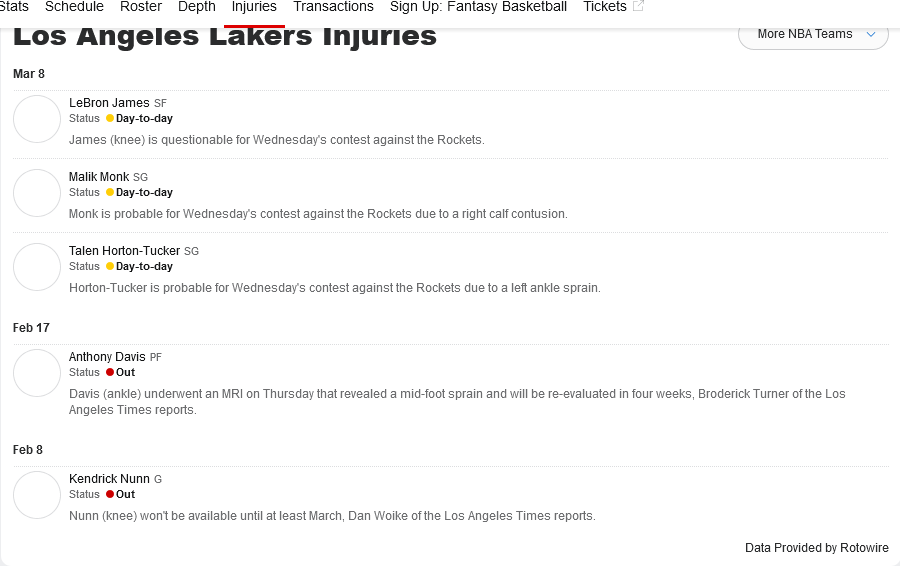 Stats Schedule Roster Depth Injuries Transactions Sign Up: Fantasy Basketball Tickets
Los Angeles Lakers Injuries
More NBA Teams
Mar 8
LeBron James SF
Status Day-to-day
James (knee) is questionable for Wednesday's contest against the Rockets.
Malik Monk SG
Status Day-to-day
Monk is probable for Wednesday's contest against the Rockets due to a right calf contusion.
Talen Horton-Tucker SG
Status Day-to-day
Horton-Tucker is probable for Wednesday's contest against the Rockets due to a left ankle sprain.
Feb 17
Anthony Davis PF
Status Out
Davis (ankle) underwent an MRI on Thursday that revealed a mid-foot sprain and will be re-evaluated in four weeks, Broderick Turner of the Los
Angeles Times reports.
Feb 8
Kendrick Nunn G
Status Out
Nunn (knee) won't be available until at least March, Dan Woike of the Los Angeles Times reports.
Data Provided by Rotowire